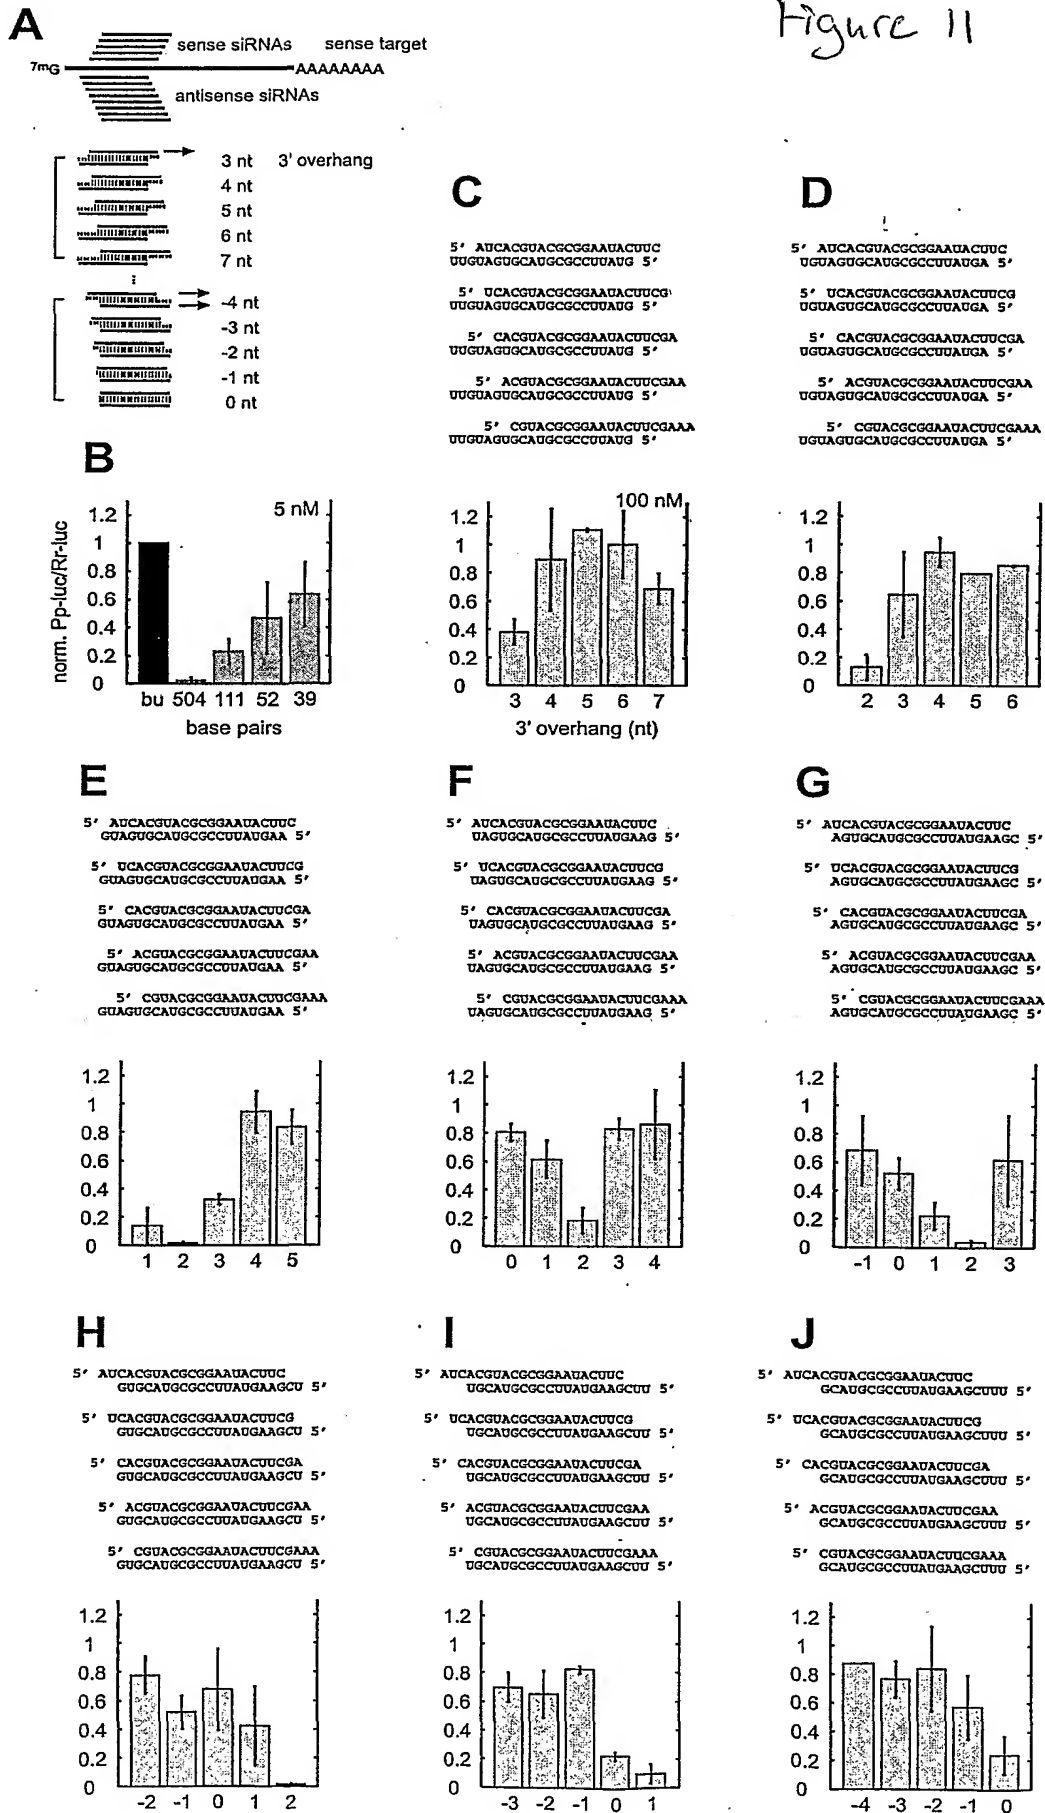 Figure 11
A
sense siRNAs sense target
7mG AAAAAAAA
antisense siRNAs
3 nt 3' overhang
4 nt
5 nt
6 nt
7 nt
-4 nt
-3 nt
-2 nt
-1 nt
0 nt
C
5' AUCACGUACGCGGAAUACUUC
UUGUAGUGCAUGCGCCUUAUG 5'
5' UCACGUACGCGGAAUACUUCG
UUGUAGUGCAUGCGCCUUAUG 5'
5' CACGUACGCGGAAUACUUCGA
UUGUAGUGCAUGCGCCUUAUG 5'
5' ACGUACGCGGAAUACUUCGAA
UUGUAGUGCAUGCGCCUUAUG 5'
5' CGUACGCGGAAUACUUCGAAA
UUGUAGUGCAUGCGCCUUAUG 5'
D
5' AUCACGUACGCGGAAUACUUC
UGUAGUGCAUGCGCCUUAUGA 5'
5' UCACGUACGCGGAAUACUUCG
UGUAGUGCAUGCGCCUUAUGA 5'
5' CACGUACGCGGAAUACUUCGA
UGUAGUGCAUGCGCCUUAUGA 5'
5' ACGUACGCGGAAUACUUCGAA
UGUAGUGCAUGCGCCUUAUGA 5'
5' CGUACGCGGAAUACUUCGAAA
UGUAGUGCAUGCGCCUUAUGA 5'
B
norm. Pp-luc/Rr-luc
5 nM
1.2
1
0.8
0.6
0.4
0.2
0
bu 504 111 52 39
base pairs
100 nM
1.2
1
0.8
0.6
0.4
0.2
0
3 4 5 6 7
3' overhang (nt)
1.2
1
0.8
0.6
0.4
0.2
0
2 3 4 5 6
E
5' AUCACGUACGCGGAAUACUUC
GUAGUGCAUGCGCCUUAUGAA 5'
5' UCACGUACGCGGAAUACUUCG
GUAGUGCAUGCGCCUUAUGAA 5'
5' CACGUACGCGGAAUACUUCGA
GUAGUGCAUGCGCCUUAUGAA 5'
5' ACGUACGCGGAAUACUUCGAA
GUAGUGCAUGCGCCUUAUGAA 5'
5' CGUACGCGGAAUACUUCGAAA
GUAGUGCAUGCGCCUUAUGAA 5'
F
5' AUCACGUACGCGGAAUACUUC
UAGUGCAUGCGCCUUAUGAAG 5'
5' UCACGUACGCGGAAUACUUCG
UAGUGCAUGCGCCUUAUGAAG 5'
5' CACGUACGCGGAAUACUUCGA
UAGUGCAUGCGCCUUAUGAAG 5'
5' ACGUACGCGGAAUACUUCGAA
UAGUGCAUGCGCCUUAUGAAG 5'
5' CGUACGCGGAAUACUUCGAAA
UAGUGCAUGCGCCUUAUGAAG 5'
G
5' AUCACGUACGCGGAAUACUUC
AGUGCAUGCGCCUUAUGAAGC 5'
5' UCACGUACGCGGAAUACUUCG
AGUGCAUGCGCCUUAUGAAGC 5'
5' CACGUACGCGGAAUACUUCGA
AGUGCAUGCGCCUUAUGAAGC 5'
5' ACGUACGCGGAAUACUUCGAA
AGUGCAUGCGCCUUAUGAAGC 5'
5' CGUACGCGGAAUACUUCGAAA
AGUGCAUGCGCCUUAUGAAGC 5'
1.2
1
0.8
0.6
0.4
0.2
0
1 2 3 4 5
1.2
1
0.8
0.6
0.4
0.2
0
0 1 2 3 4
1.2
1
0.8
0.6
0.4
0.2
0
-1 0 1 2 3
H
5' AUCACGUACGCGGAAUACUUC
GUGCAUGCGCCUUAUGAAGCU 5'
5' UCACGUACGCGGAAUACUUCG
GUGCAUGCGCCUUAUGAAGCU 5'
5' CACGUACGCGGAAUACUUCGA
GUGCAUGCGCCUUAUGAAGCU 5'
5' ACGUACGCGGAAUACUUCGAA
GUGCAUGCGCCUUAUGAAGCU 5'
5' CGUACGCGGAAUACUUCGAAA
GUGCAUGCGCCUUAUGAAGCU 5'
I
5' AUCACGUACGCGGAAUACUUC
UGCAUGCGCCUUAUGAAGCUU 5'
5' UCACGUACGCGGAAUACUUCG
UGCAUGCGCCUUAUGAAGCUU 5'
5' CACGUACGCGGAAUACUUCGA
UGCAUGCGCCUUAUGAAGCUU 5'
5' ACGUACGCGGAAUACUUCGAA
UGCAUGCGCCUUAUGAAGCUU 5'
5' CGUACGCGGAAUACUUCGAAA
UGCAUGCGCCUUAUGAAGCUU 5'
J
5' AUCACGUACGCGGAAUACUUC
GCAUGCGCCUUAUGAAGCUUU 5'
5' UCACGUACGCGGAAUACUUCG
GCAUGCGCCUUAUGAAGCUUU 5'
5' CACGUACGCGGAAUACUUCGA
GCAUGCGCCUUAUGAAGCUUU 5'
5' ACGUACGCGGAAUACUUCGAA
GCAUGCGCCUUAUGAAGCUUU 5'
5' CGUACGCGGAAUACUUCGAAA
GCAUGCGCCUUAUGAAGCUUU 5'
1.2
1
0.8
0.6
0.4
0.2
0
-2 -1 0 1 2
1.2
1
0.8
0.6
0.4
0.2
0
-3 -2 -1 0 1
1.2
1
0.8
0.6
0.4
0.2
0
-4 -3 -2 -1 0